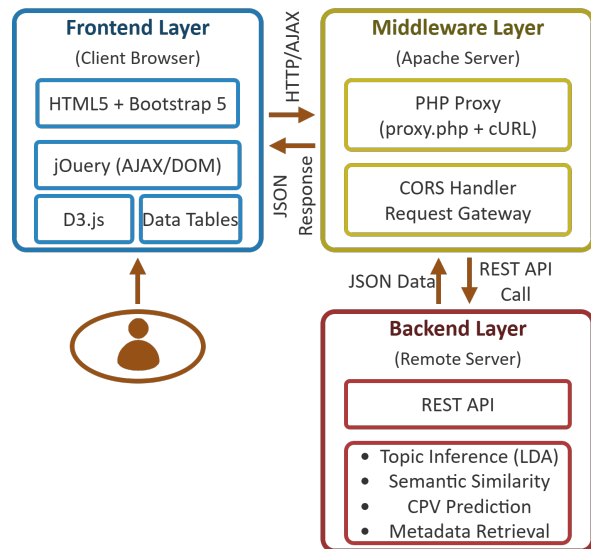 Frontend Layer
(Client Browser)
HTML5 + Bootstrap 5
jQuery (AJAX/DOM)
D3.js
Data Tables
HTTP/AJAX
JSON
Response
Middleware Layer
(Apache Server)
PHP Proxy
(proxy.php + cURL)
CORS Handler
Request Gateway
JSON Data
REST API
Call
Backend Layer
(Remote Server)
REST API
• Topic Inference (LDA)
• Semantic Similarity
• CPV Prediction
• Metadata Retrieval